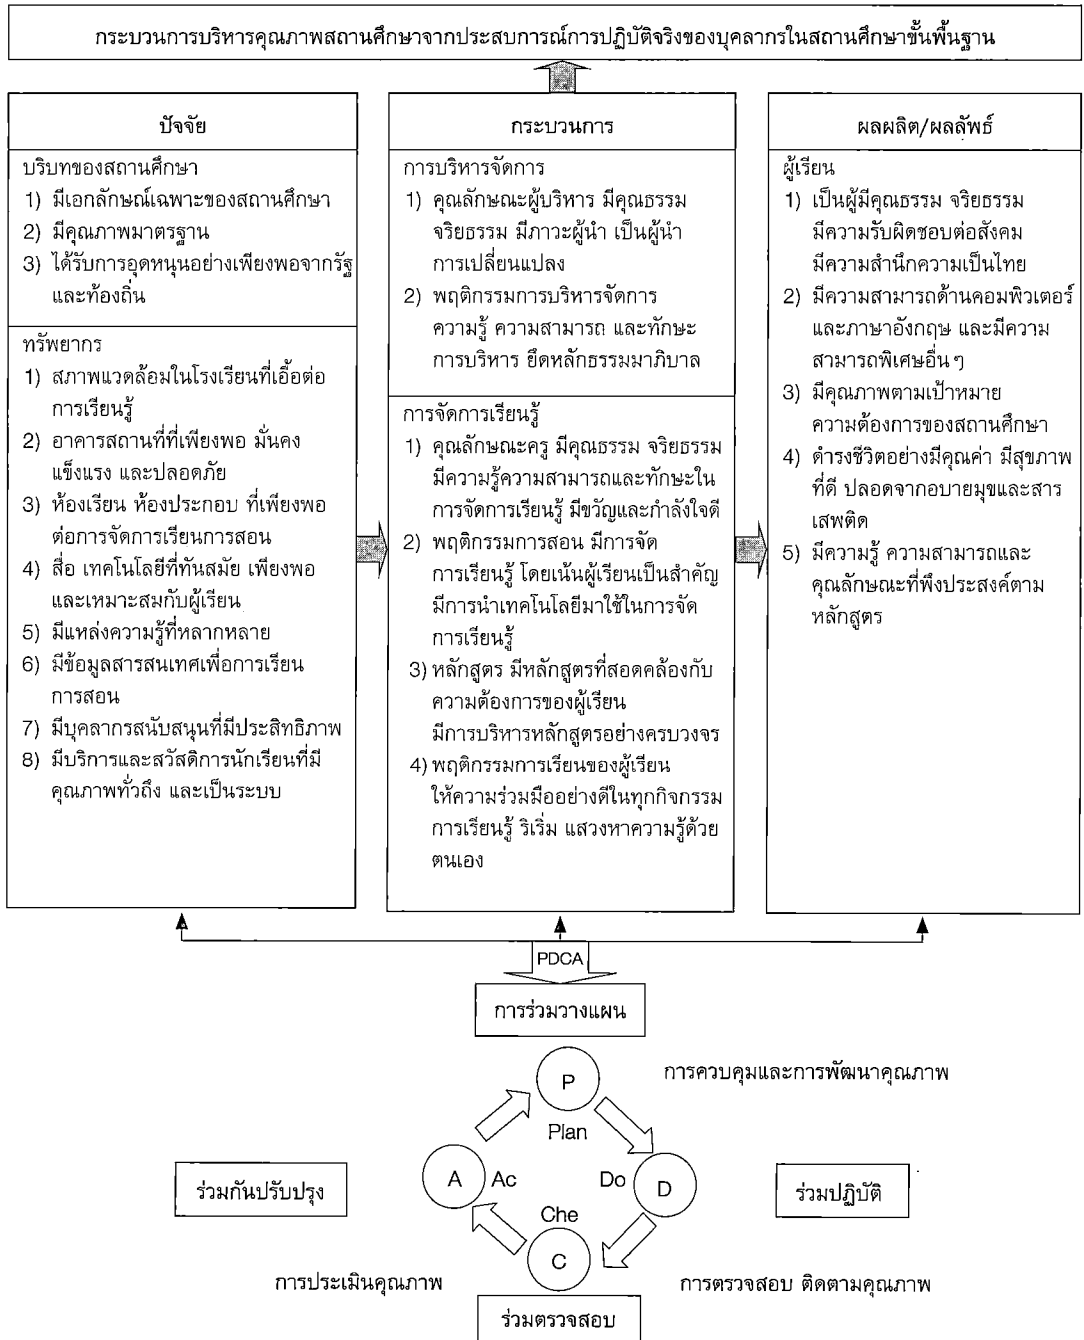 กระบวนการบริหารคุณภาพสถานศึกษาจากประสบการณ์การปฏิบัติจริงของบุคลากรในสถานศึกษาขั้นพื้นฐาน
ปัจจัย
บริบทของสถานศึกษา
1) มีเอกลักษณ์เฉพาะของสถานศึกษา
2) มีคุณภาพมาตรฐาน
3) ได้รับการอุดหนุนอย่างเพียงพอจากรัฐ
และท้องถิ่น
ทรัพยากร
1) สภาพแวดล้อมในโรงเรียนที่เอื้อต่อ
การเรียนรู้
2) อาคารสถานที่ที่เพียงพอ มั่นคง
แข็งแรง และปลอดภัย
3) ห้องเรียน ห้องประกอบ ที่เพียงพอ
ต่อการจัดการเรียนการสอน
4) สื่อ เทคโนโลยีที่ทันสมัย เพียงพอ
และเหมาะสมกับผู้เรียน
5) มีแหล่งความรู้ที่หลากหลาย
6) มีข้อมูลสารสนเทศเพื่อการเรียน
การสอน
7) มีบุคลากรสนับสนุนที่มีประสิทธิภาพ
8) มีบริการและสวัสดิการนักเรียนที่มี
คุณภาพทั่วถึง และเป็นระบบ
กระบวนการ
การบริหารจัดการ
1) คุณลักษณะผู้บริหาร มีคุณธรรม
จริยธรรม มีภาวะผู้นำ เป็นผู้นำ
การเปลี่ยนแปลง
2) พฤติกรรมการบริหารจัดการ
ความรู้ ความสามารถ และทักษะ
การบริหาร ยึดหลักธรรมมาภิบาล
การจัดการเรียนรู้
1) คุณลักษณะครู มีคุณธรรม จริยธรรม
มีความรู้ความสามารถและทักษะใน
การจัดการเรียนรู้ มีขวัญและกำลังใจดี
2) พฤติกรรมการสอน มีการจัด
การเรียนรู้ โดยเน้นผู้เรียนเป็นสำคัญ
มีการนำเทคโนโลยีมาใช้ในการจัด
การเรียนรู้
3) หลักสูตร มีหลักสูตรที่สอดคล้องกับ
ความต้องการของผู้เรียน
มีการบริหารหลักสูตรอย่างครบวงจร
4) พฤติกรรมการเรียนของผู้เรียน
ให้ความร่วมมืออย่างดีในทุกกิจกรรม
การเรียนรู้ ริเริ่ม แสวงหาความรู้ด้วย
ตนเอง
ผลผลิต/ผลลัพธ์
ผู้เรียน
1) เป็นผู้มีคุณธรรม จริยธรรม
มีความรับผิดชอบต่อสังคม
มีความสำนึกความเป็นไทย
2) มีความสามารถด้านคอมพิวเตอร์
และภาษาอังกฤษ และมีความ
สามารถพิเศษอื่นๆ
3) มีคุณภาพตามเป้าหมาย
ความต้องการของสถานศึกษา
4) ดำรงชีวิตอย่างมีคุณค่า มีสุขภาพ
ที่ดี ปลอดจากอบายมุขและสาร
เสพติด
5) มีความรู้ ความสามารถและ
คุณลักษณะที่พึงประสงค์ตาม
หลักสูตร
PDCA
การร่วมวางแผน
P
การควบคุมและการพัฒนาคุณภาพ
Plan
ร่วมกันปรับปรุง
A Ac
Do D
ร่วมปฏิบัติ
Che
C
การประเมินคุณภาพ
การตรวจสอบ ติดตามคุณภาพ
ร่วมตรวจสอบ